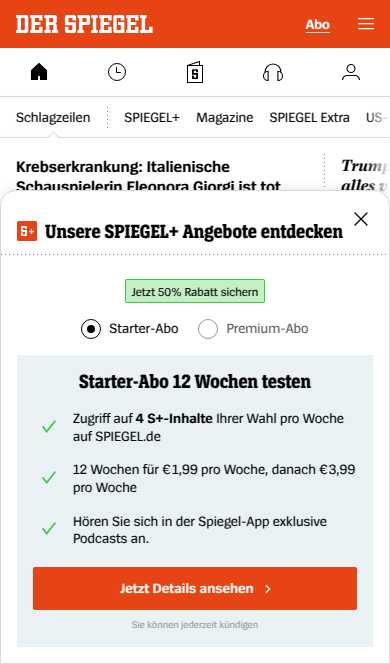 DER SPIEGEL
Abo
Schlagzeilen
SPIEGEL+
Magazine
SPIEGEL Extra
US-
Krebserkrankung: Italienische
Schauspielerin Eleonora Giorgi ist tot
Trump
alles
S+
Unsere SPIEGEL+ Angebote entdecken
Jetzt 50% Rabatt sichern
Starter-Abo
Premium-Abo
Starter-Abo 12 Wochen testen
Zugriff auf 4 S+-Inhalte Ihrer Wahl pro Woche
auf SPIEGEL.de
12 Wochen für €1,99 pro Woche, danach €3,99
pro Woche
Hören Sie sich in der Spiegel-App exklusive
Podcasts an.
Jetzt Details ansehen
Sie können jederzeit kündigen